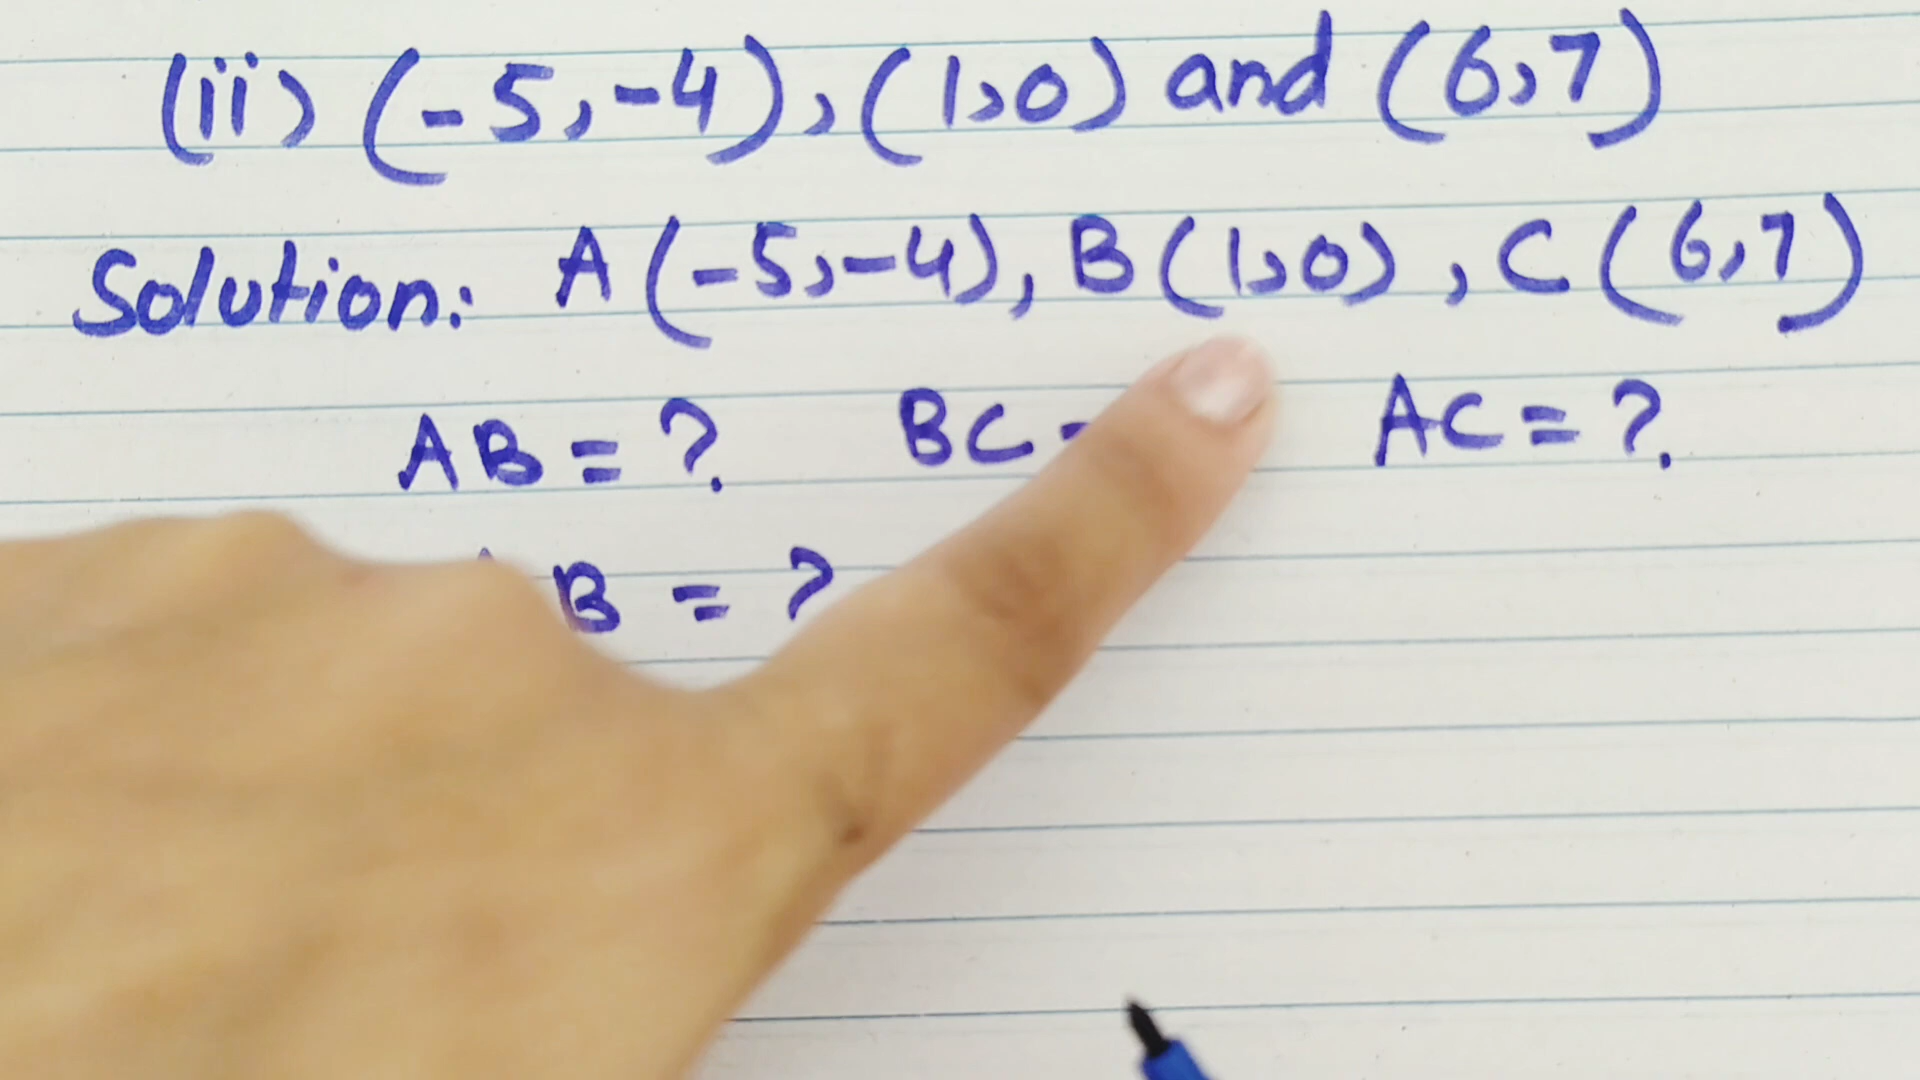 (ii) (-5,-4), (1,0) and (6,7)
Solution: A (-5,-4), B (1,0), C (6,7)
AB = ? BC = AC = ?
B = ?